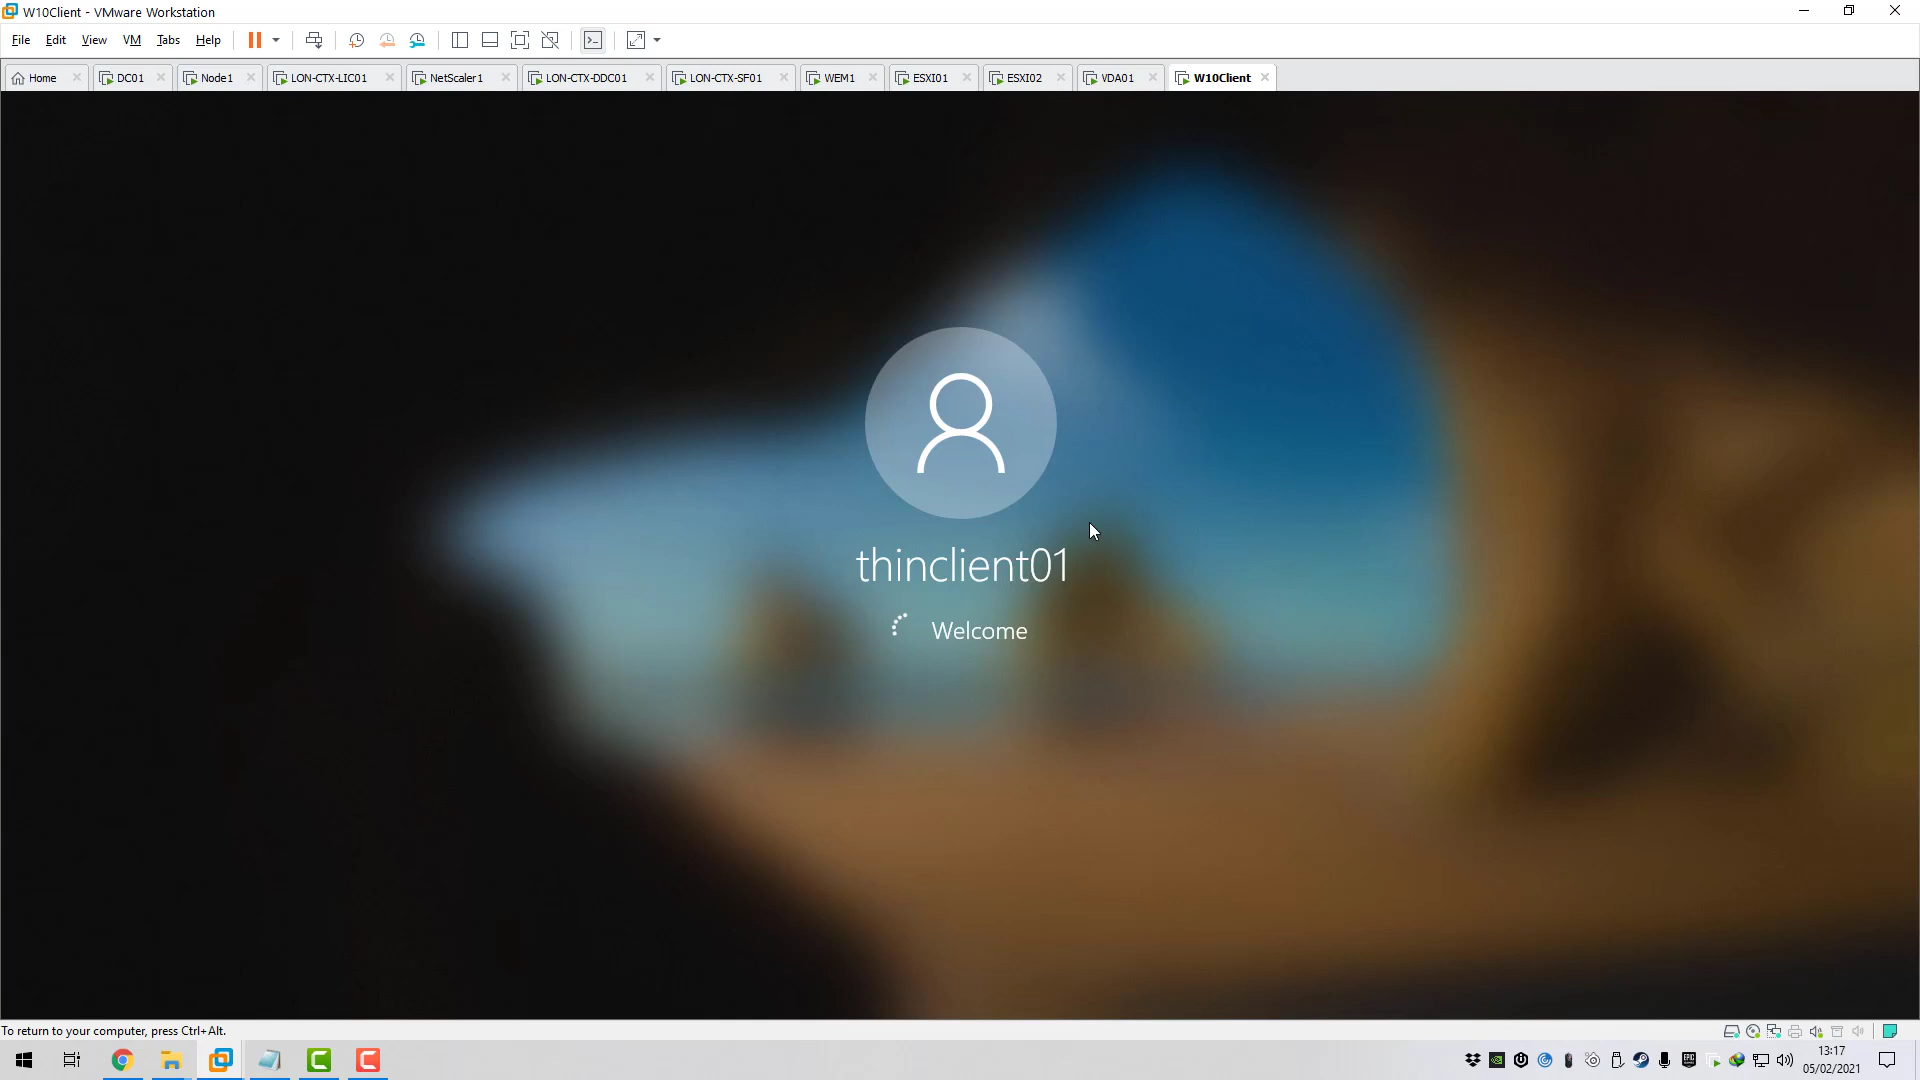 W10Client - VMware Workstation
File Edit View VM Tabs Help
Home DC01 Node1 LON-CTX-LIC01 NetScaler1 LON-CTX-DDC01 LON-CTX-SF01 WEM1 ESXI01 ESXI02 VDA01 W10Client
thinclient01
Welcome
To return to your computer, press Ctrl+Alt.
13:17
05/02/2021